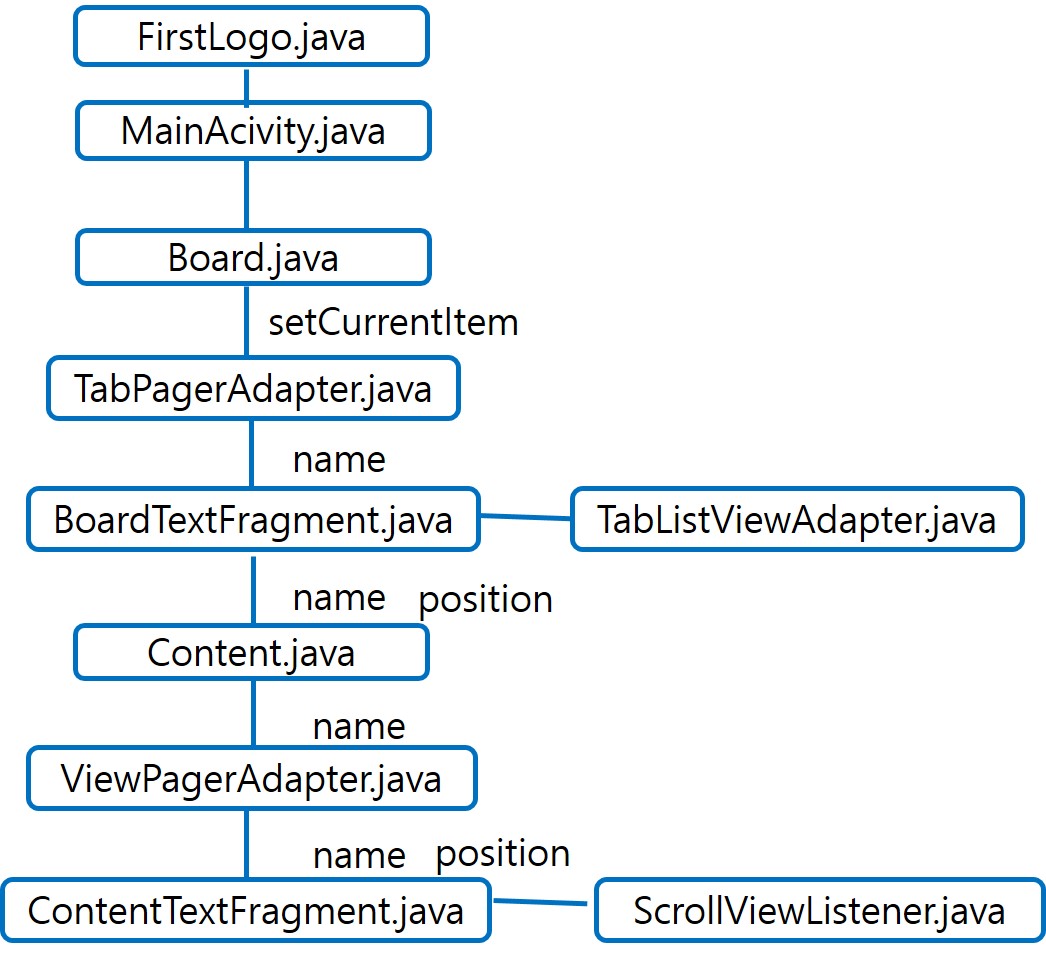 FirstLogo.java
MainAcivity.java
Board.java
setCurrentItem
TabPagerAdapter.java
name
BoardTextFragment.java TabListViewAdapter.java
name position
Content.java
name
ViewPagerAdapter.java
name position
ContentTextFragment.java ScrollViewListener.java